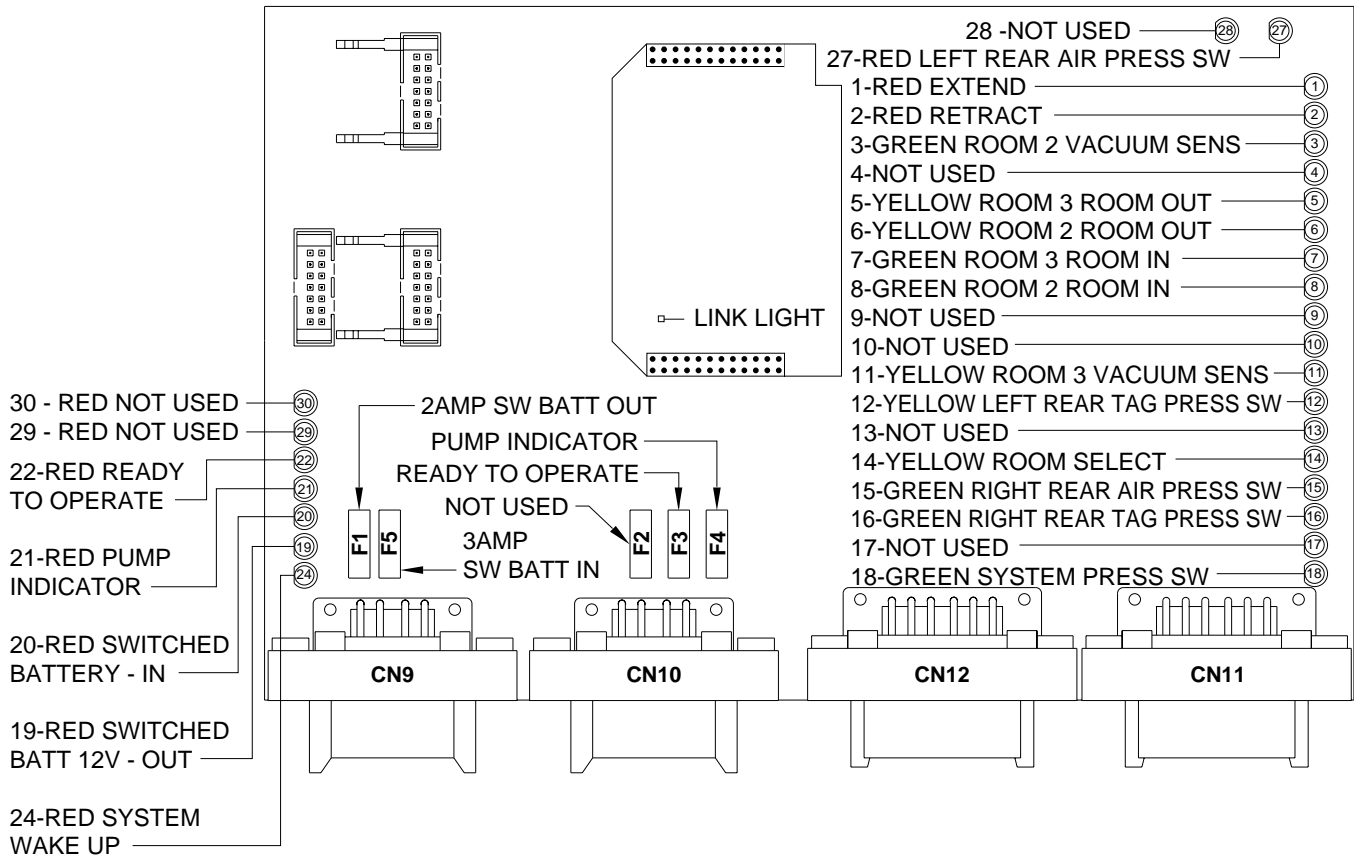 28 -NOT USED
28
27
27-RED LEFT REAR AIR PRESS SW
1-RED EXTEND
1
2-RED RETRACT
2
3-GREEN ROOM 2 VACUUM SENS
3
4-NOT USED
4
5-YELLOW ROOM 3 ROOM OUT
5
6-YELLOW ROOM 2 ROOM OUT
6
7-GREEN ROOM 3 ROOM IN
7
8-GREEN ROOM 2 ROOM IN
8
LINK LIGHT
9-NOT USED
9
10-NOT USED
10
11-YELLOW ROOM 3 VACUUM SENS
11
12-YELLOW LEFT REAR TAG PRESS SW
12
13-NOT USED
13
14-YELLOW ROOM SELECT
14
15-GREEN RIGHT REAR AIR PRESS SW
15
16-GREEN RIGHT REAR TAG PRESS SW
16
17-NOT USED
17
18-GREEN SYSTEM PRESS SW
18
30 - RED NOT USED
30
29 - RED NOT USED
29
22-RED READY
TO OPERATE
22
21-RED PUMP
INDICATOR
21
20-RED SWITCHED
BATTERY - IN
20
19-RED SWITCHED
BATT 12V - OUT
19
24-RED SYSTEM
WAKE UP
24
2AMP SW BATT OUT
PUMP INDICATOR
READY TO OPERATE
NOT USED
3AMP
SW BATT IN
F1
F5
F2
F3
F4
CN9
CN10
CN12
CN11